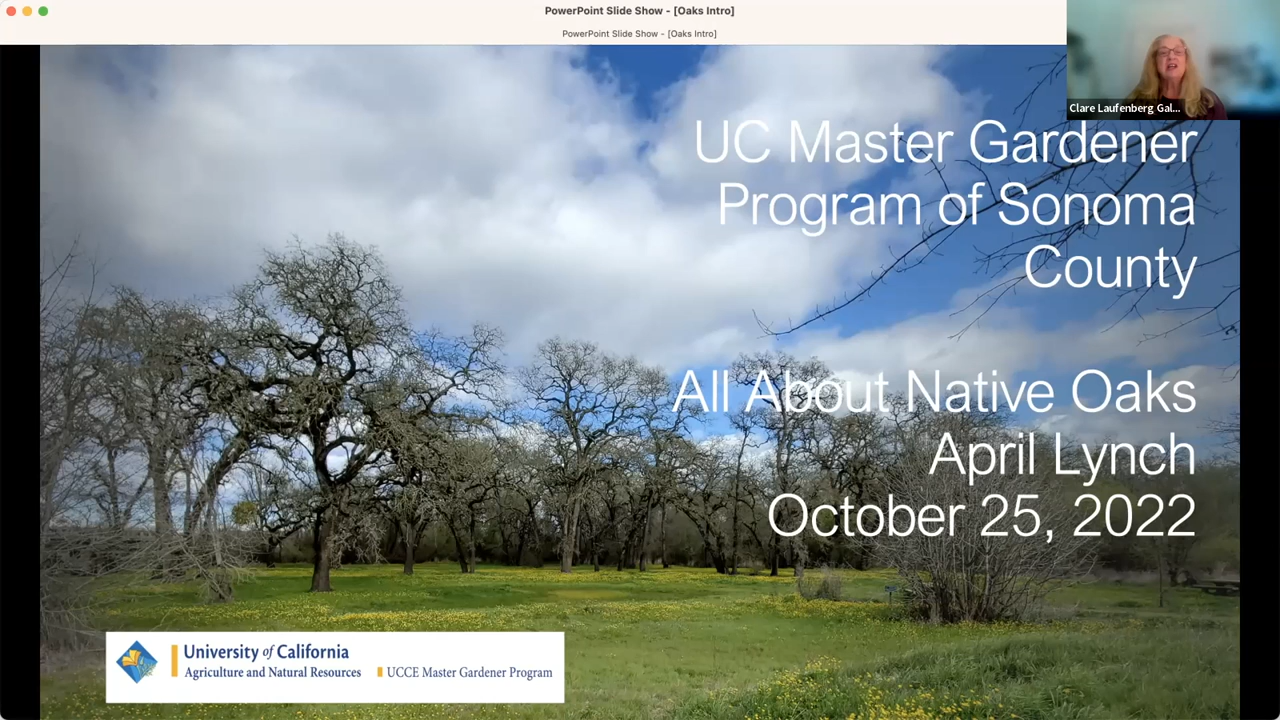 PowerPoint Slide Show - [Oaks Intro]
PowerPoint Slide Show - [Oaks Intro]
Clare Laufenberg Gal...
UC Master Gardener
Program of Sonoma
County
All About Native Oaks
April Lynch
October 25, 2022
University of California
Agriculture and Natural Resources
UCCE Master Gardener Program